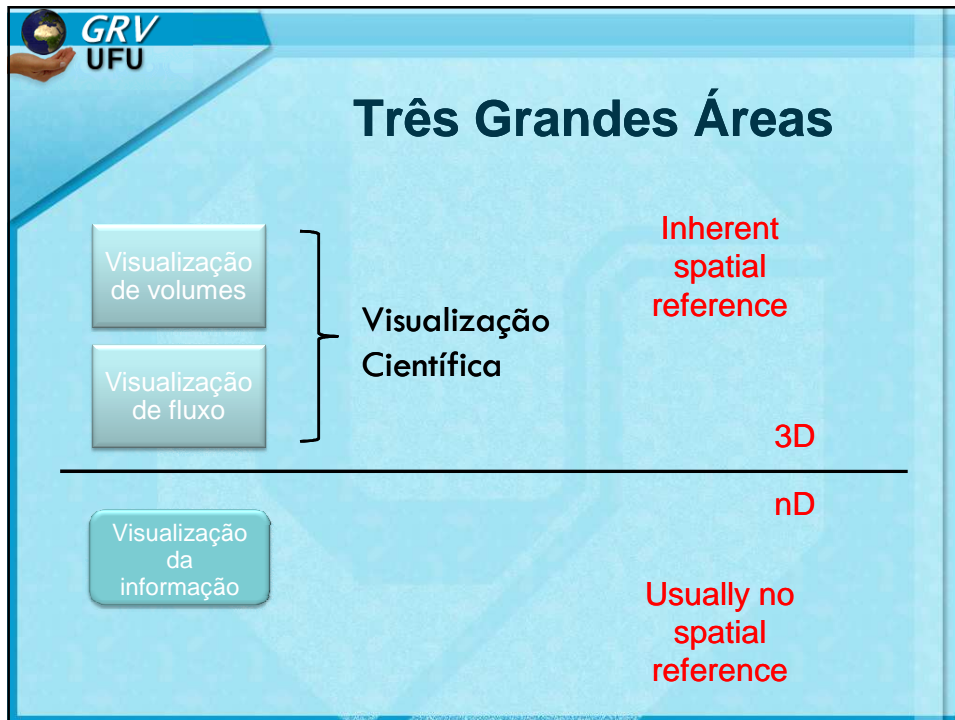 GRV
UFU
Três Grandes Áreas
Visualização
de volumes
Visualização
de fluxo
Visualização
Científica
Inherent
spatial
reference
3D
nD
Visualização
da
informação
Usually no
spatial
reference